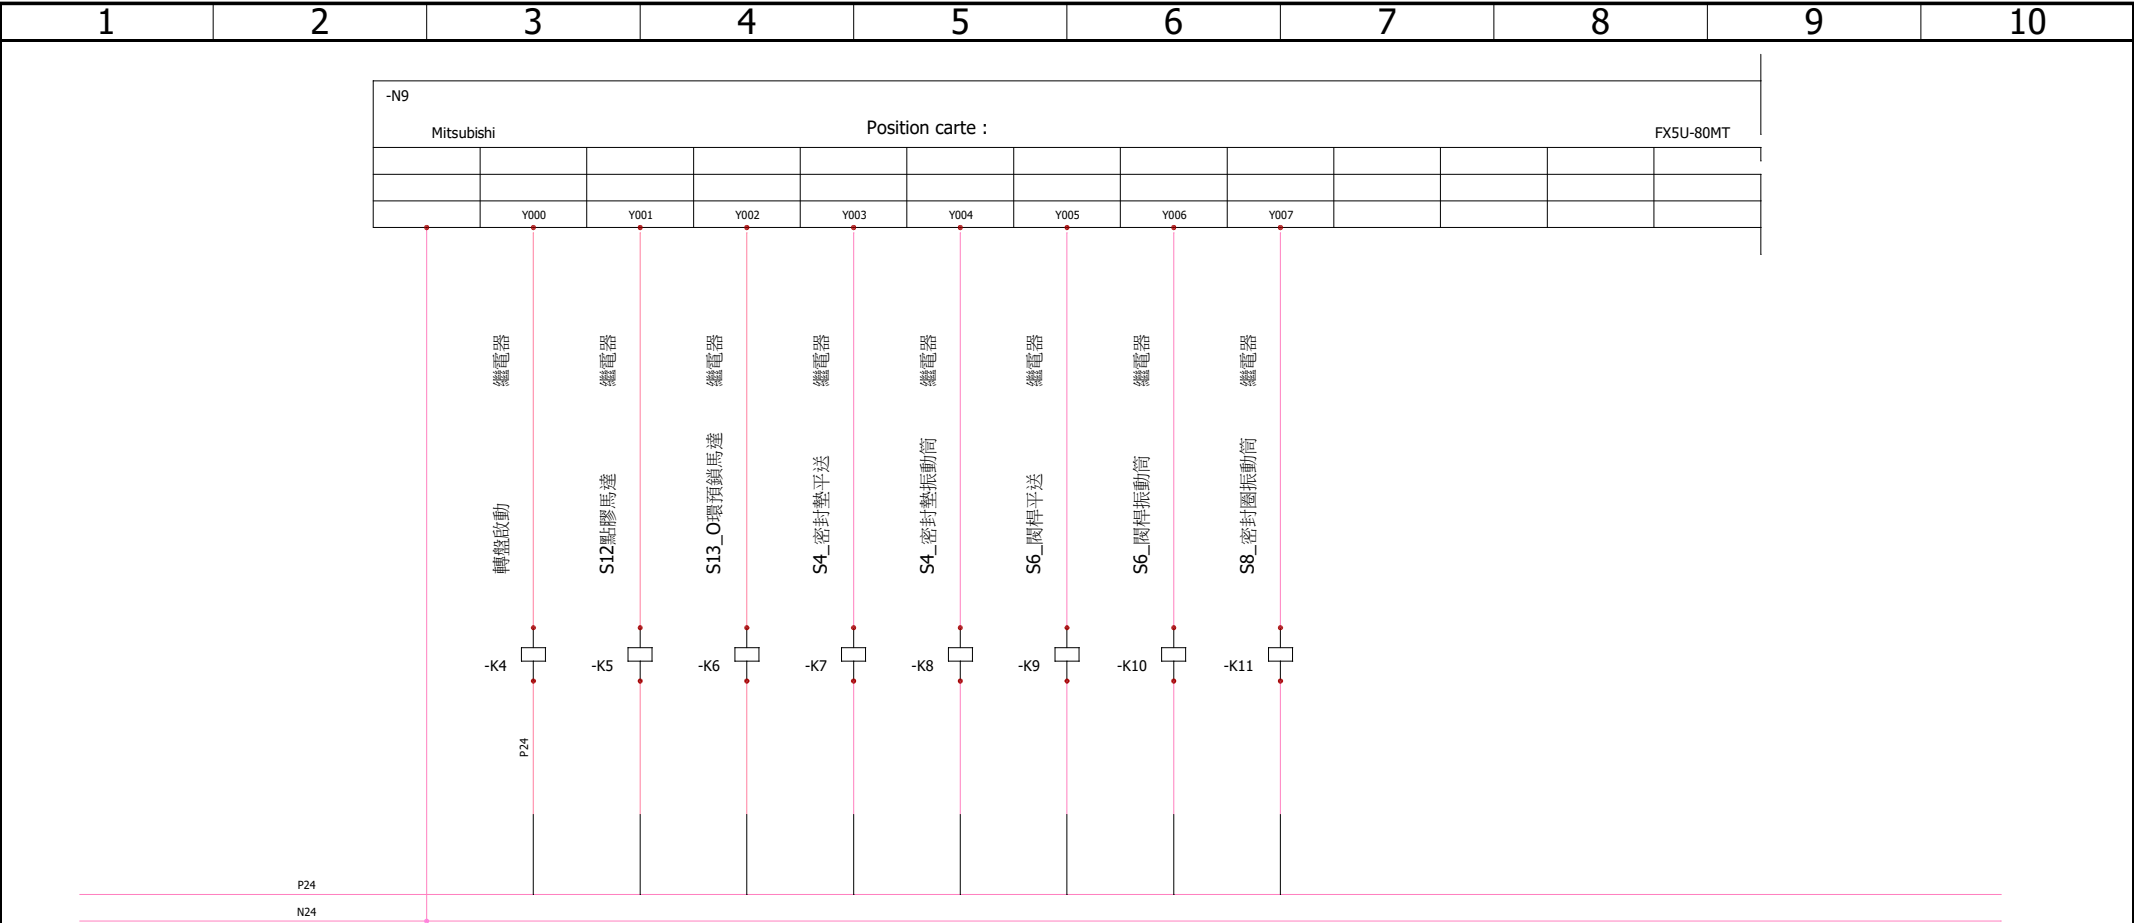 1 2 3 4 5 6 7 8 9 10
-N9
Mitsubishi Position carte : FX5U-80MT
Y000 Y001 Y002 Y003 Y004 Y005 Y006 Y007
轉盤啟動 繼電器
S12點膠馬達 繼電器
S13_O環預鎖馬達 繼電器
S4_密封墊平送 繼電器
S4_密封墊振動筒 繼電器
S6_閥桿平送 繼電器
S6_閥桿振動筒 繼電器
S8_密封圈振動筒 繼電器
-K4 -K5 -K6 -K7 -K8 -K9 -K10 -K11
P24
P24
N24